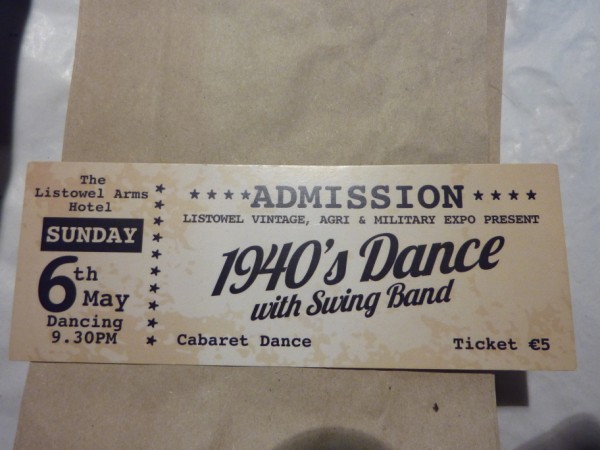 The
Listowel Arms
Hotel
SUNDAY
6th
May
Dancing
9.30PM
ADMISSION
LISTOWEL VINTAGE, AGRI & MILITARY EXPO PRESENT
1940's Dance
with Swing Band
Cabaret Dance
Ticket €5